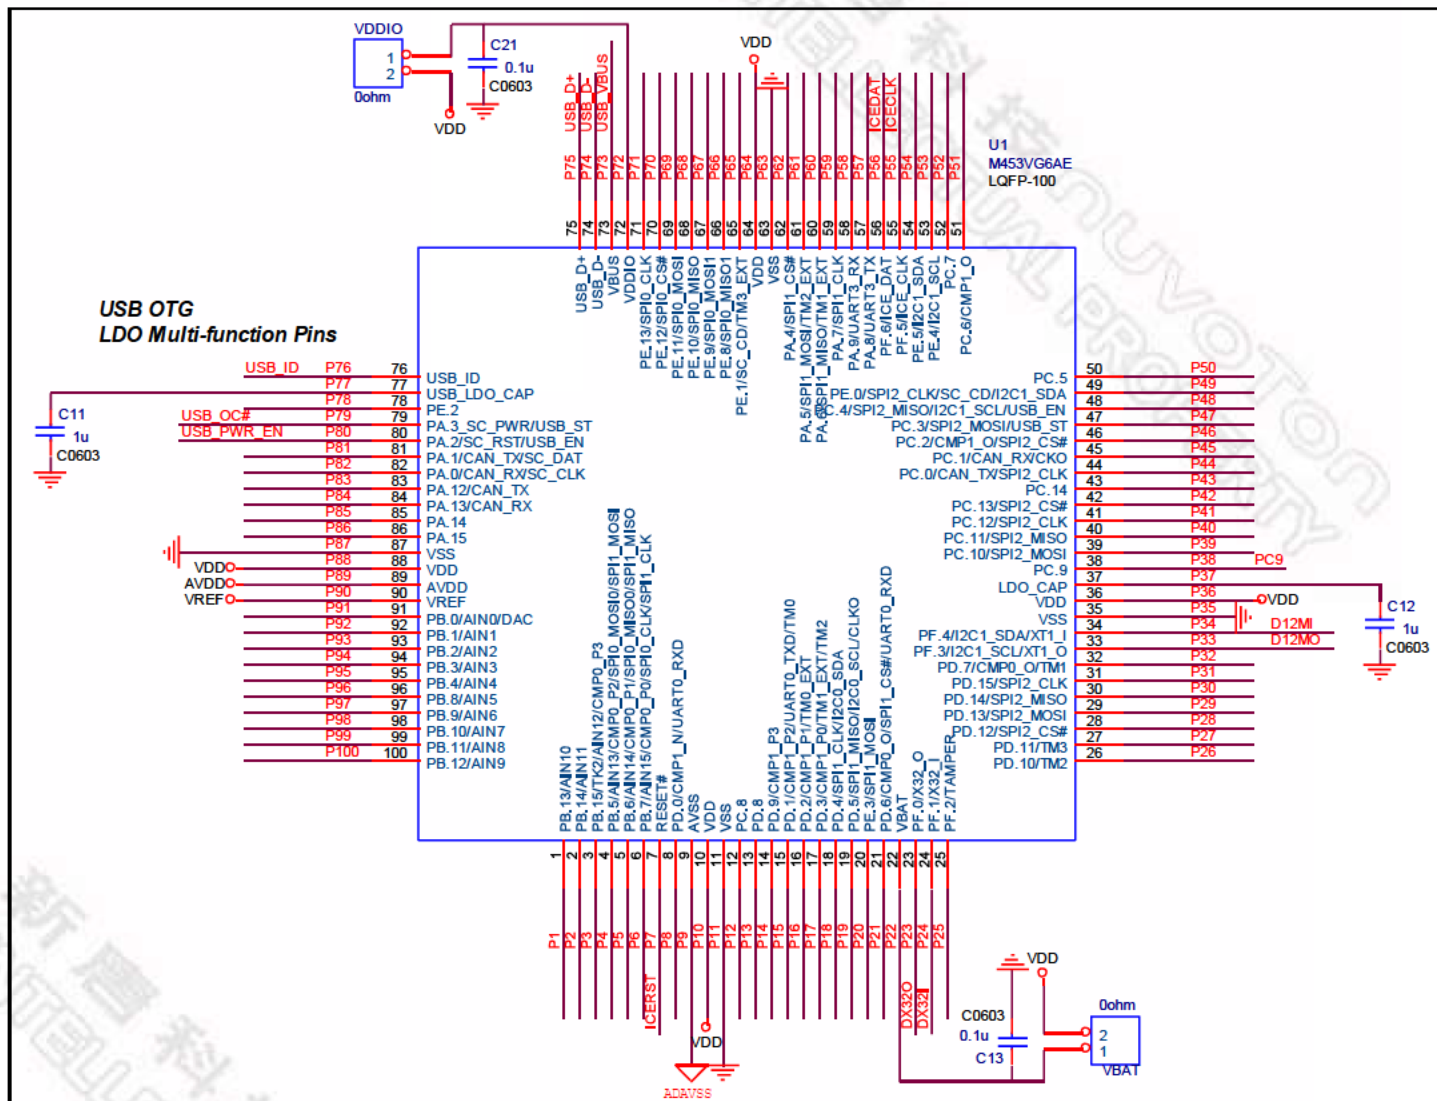 VDDIO
1
2
0ohm
VDD
C21
0.1u
C0603
USB_D+
USB_D-
USB_VBUS
VDD
ICEDAT
ICECLK
U1
M453VG6AE
LQFP-100
P75
P74
P73
P72
P71
P70
P69
P68
P67
P66
P65
P64
P63
P62
P61
P60
P59
P58
P57
P56
P55
P54
P53
P52
P51
75
74
73
72
71
70
69
68
67
66
65
64
63
62
61
60
59
58
57
56
55
54
53
52
51
USB_D+
USB_D-
VBUS
VDDIO
PE.13/SPI0_CLK
PE.12/SPI0_CS#
PE.11/SPI0_MOSI
PE.10/SPI0_MISO
PE.9/SPI0_MOSI1
PE.8/SPI0_MISO1
PE.1/SC_CD/TM3_EXT
VDD
VSS
PA.4/SPI1_CS#
PA.5/SPI1_MOSI/TM2_EXT
PA.6/SPI1_MISO/TM1_EXT
PA.7/SPI1_CLK
PA.9/UART3_RX
PA.8/UART3_TX
PF.6/ICE_DAT
PF.5/ICE_CLK
PE.5/I2C1_SDA
PE.4/I2C1_SCL
PC.7
PC.6/CMP1_O
USB OTG
LDO Multi-function Pins
USB_ID P76 76 USB_ID
P77 77 USB_LDO_CAP
P78 78 PE.2
USB_OC# P79 79 PA.3_SC_PWR/USB_ST
USB_PWR_EN P80 80 PA.2/SC_RST/USB_EN
P81 81 PA.1/CAN_TX/SC_DAT
P82 82 PA.0/CAN_RX/SC_CLK
P83 83 PA.12/CAN_TX
P84 84 PA.13/CAN_RX
P85 85 PA.14
P86 86 PA.15
P87 87 VSS
VDD P88 88 VDD
AVDD P89 89 AVDD
VREF P90 90 VREF
P91 91 PB.0/AIN0/DAC
P92 92 PB.1/AIN1
P93 93 PB.2/AIN2
P94 94 PB.3/AIN3
P95 95 PB.4/AIN4
P96 96 PB.8/AIN5
P97 97 PB.9/AIN6
P98 98 PB.10/AIN7
P99 99 PB.11/AIN8
P100 100 PB.12/AIN9
C11
1u
C0603
PC.5 50 P50
PE.0/SPI2_CLK/SC_CD/I2C1_SDA 49 P49
PC.4/SPI2_MISO/I2C1_SCL/USB_EN 48 P48
PC.3/SPI2_MOSI/USB_ST 47 P47
PC.2/CMP1_O/SPI2_CS# 46 P46
PC.1/CAN_RX/CKO 45 P45
PC.0/CAN_TX/SPI2_CLK 44 P44
PC.14 43 P43
PC.13/SPI2_CS# 42 P42
PC.12/SPI2_CLK 41 P41
PC.11/SPI2_MISO 40 P40
PC.10/SPI2_MOSI 39 P39
PC.9 38 P38 PC9
LDO_CAP 37 P37
VDD 36 P36 VDD
VSS 35 P35
PF.4/I2C1_SDA/XT1_I 34 P34 D12MI
PF.3/I2C1_SCL/XT1_O 33 P33 D12MO
PD.7/CMP0_O/TM1 32 P32
PD.15/SPI2_CLK 31 P31
PD.14/SPI2_MISO 30 P30
PD.13/SPI2_MOSI 29 P29
PD.12/SPI2_CS# 28 P28
PD.11/TM3 27 P27
PD.10/TM2 26 P26
C12
1u
C0603
PB.13/AIN10
PB.14/AIN11
PB.15/TK2/AIN12/CMP0_P3
PB.5/AIN13/CMP0_P2/SPI0_MOSI0/SPI1_MOSI
PB.6/AIN14/CMP0_P1/SPI0_MISO0/SPI1_MISO
PB.7/AIN15/CMP0_P0/SPI0_CLK/SPI1_CLK
RESET#
PD.0/CMP1_N/UART0_RXD
AVSS
VDD
VSS
PC.8
PD.8
PD.9/CMP1_P3
PD.1/CMP1_P2/UART0_TXD/TM0
PD.2/CMP1_P1/TM0_EXT
PD.3/CMP1_P0/TM1_EXT/TM2
PD.4/SPI1_CLK/I2C0_SDA
PD.5/SPI1_MISO/I2C0_SCL/CLKO
PE.3/SPI1_MOSI
PD.6/CMP0_O/SPI1_CS#/UART0_RXD
VBAT
PF.0/X32_O
PF.1/X32_I
PF.2/TAMPER
1
2
3
4
5
6
7
8
9
10
11
12
13
14
15
16
17
18
19
20
21
22
23
24
25
P1
P2
P3
P4
P5
P6
P7
P8
P9
P10
P11
P12
P13
P14
P15
P16
P17
P18
P19
P20
P21
P22
P23
P24
P25
ICERST
VDD
ADAVSS
DX32O
DX32I
C0603
0.1u
C13
VDD
0ohm
2
1
VBAT